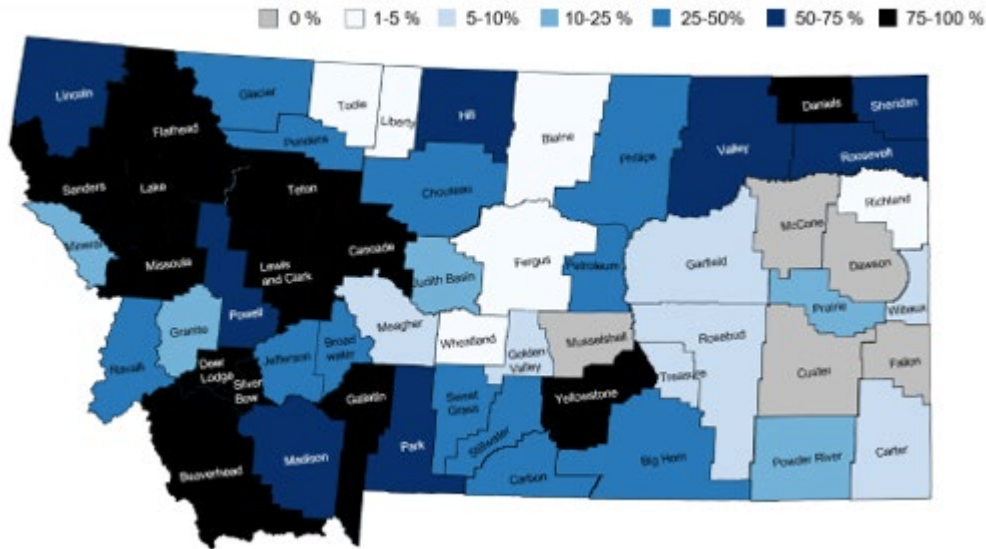 0 %
1-5 %
5-10%
10-25 %
25-50%
50-75 %
75-100 %
Lincoln
Flathead
Glacier
Toole
Liberty
Hill
Blaine
Phillips
Valley
Daniels
Sheridan
Roosevelt
Pondera
Sanders
Lake
Teton
Chouteau
McCone
Richland
Mineral
Missoula
Lewis
and Clark
Cascade
Judith Basin
Fergus
Petroleum
Garfield
Dawson
Prairie
Wibaux
Powell
Granite
Meagher
Wheatland
Golden
Valley
Musselshell
Rosebud
Treasure
Custer
Fallon
Ravalli
Deer
Lodge
Silver
Bow
Jefferson
Broad
water
Gallatin
Park
Sweet
Grass
Stillwater
Yellowstone
Beaverhead
Madison
Carbon
Big Horn
Powder River
Carter